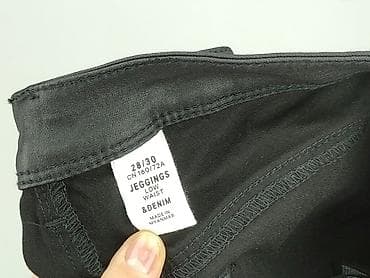 28/30
CN 160/72A
JEGGINGS
LOW
WAIST
&DENIM
MADE IN
MYANMAR